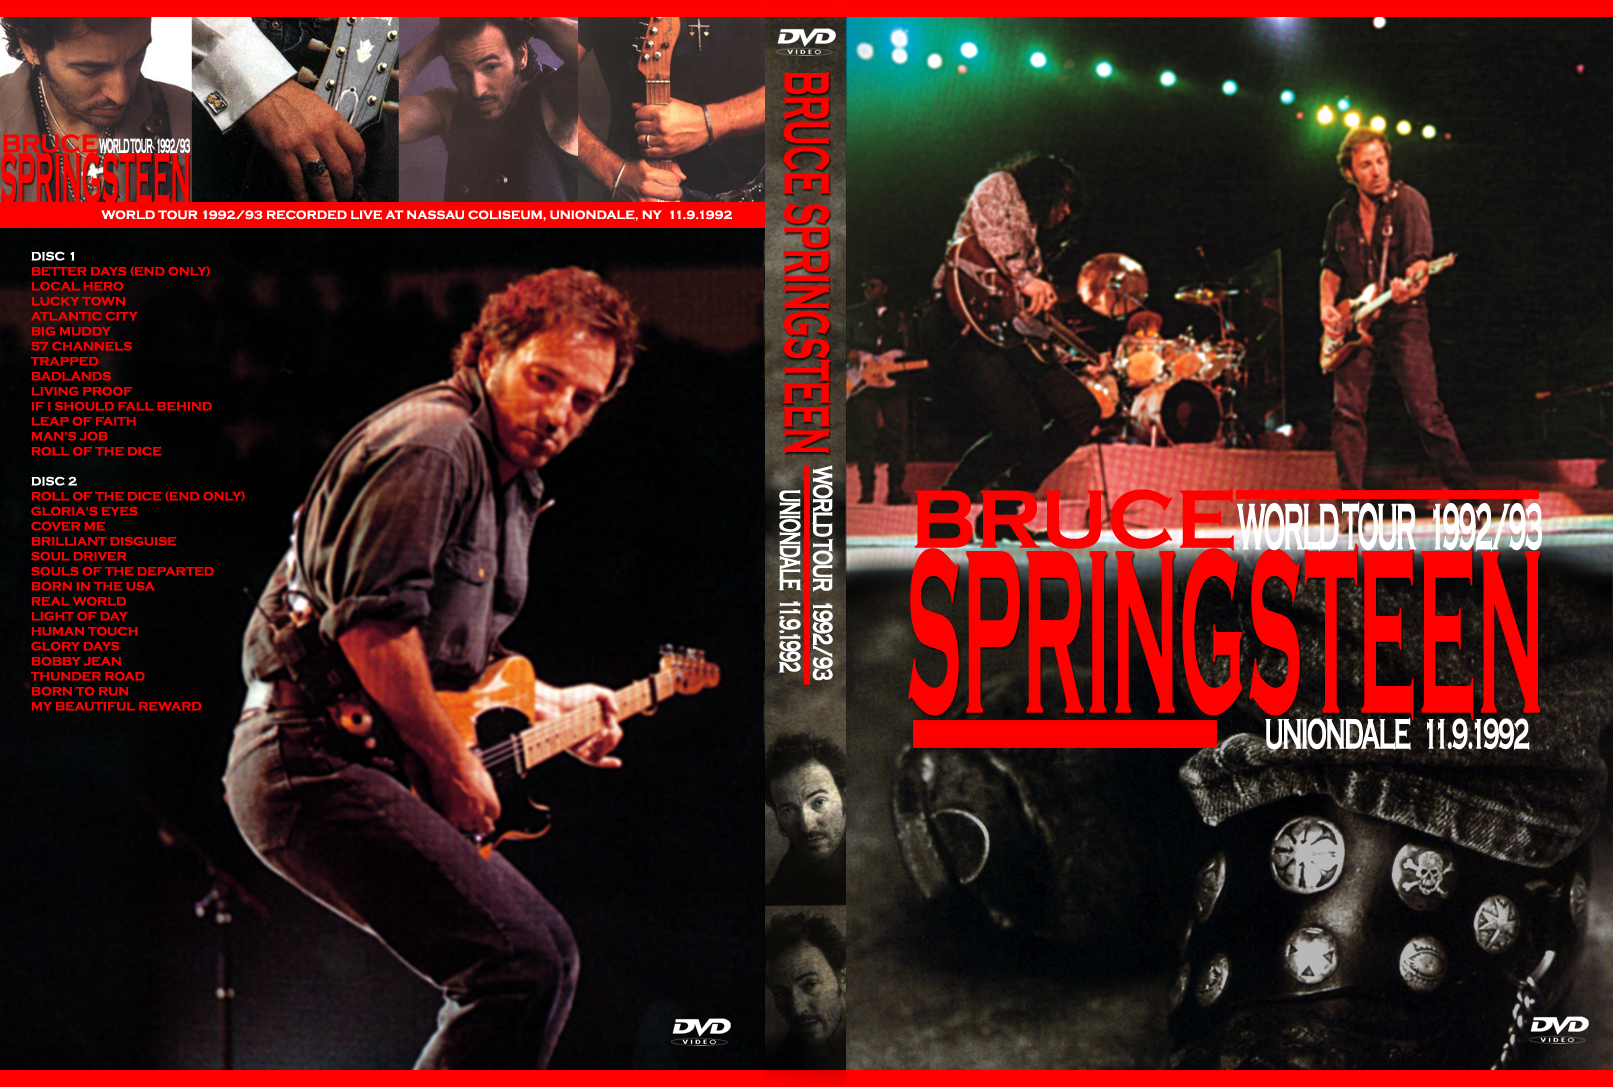 BRUCE WORLD TOUR 1992/93
SPRINGSTEEN
WORLD TOUR 1992/93 RECORDED LIVE AT NASSAU COLISEUM, UNIONDALE, NY 11.9.1992
DISC 1
BETTER DAYS (END ONLY)
LOCAL HERO
LUCKY TOWN
ATLANTIC CITY
BIG MUDDY
57 CHANNELS
TRAPPED
BADLANDS
LIVING PROOF
IF I SHOULD FALL BEHIND
LEAP OF FAITH
MAN'S JOB
ROLL OF THE DICE
DISC 2
ROLL OF THE DICE (END ONLY)
GLORIA'S EYES
COVER ME
BRILLIANT DISGUISE
SOUL DRIVER
SOULS OF THE DEPARTED
BORN IN THE USA
REAL WORLD
LIGHT OF DAY
HUMAN TOUCH
GLORY DAYS
BOBBY JEAN
THUNDER ROAD
BORN TO RUN
MY BEAUTIFUL REWARD
DVD
VIDEO
DVD
VIDEO
BRUCE SPRINGSTEEN
WORLD TOUR 1992/93
UNIONDALE 11.9.1992
BRUCE WORLD TOUR 1992/93
SPRINGSTEEN
UNIONDALE 11.9.1992
DVD
VIDEO